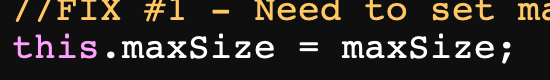 //FIX #1 - Need to set
this.maxSize = maxSize;